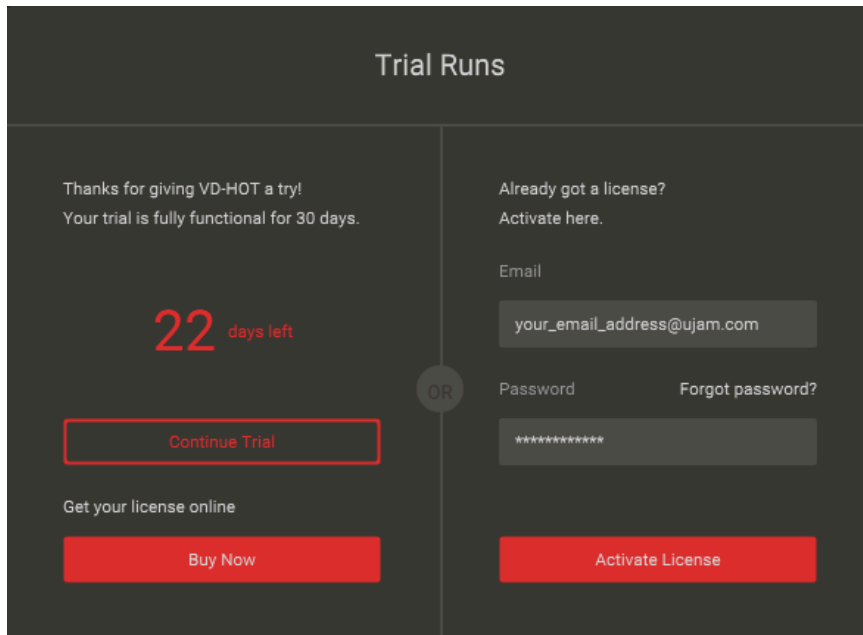 Trial Runs
Thanks for giving VD-HOT a try!
Your trial is fully functional for 30 days.
22 days left
Continue Trial
Get your license online
Buy Now
OR
Already got a license?
Activate here.
Email
your_email_address@ujam.com
Password Forgot password?
************
Activate License